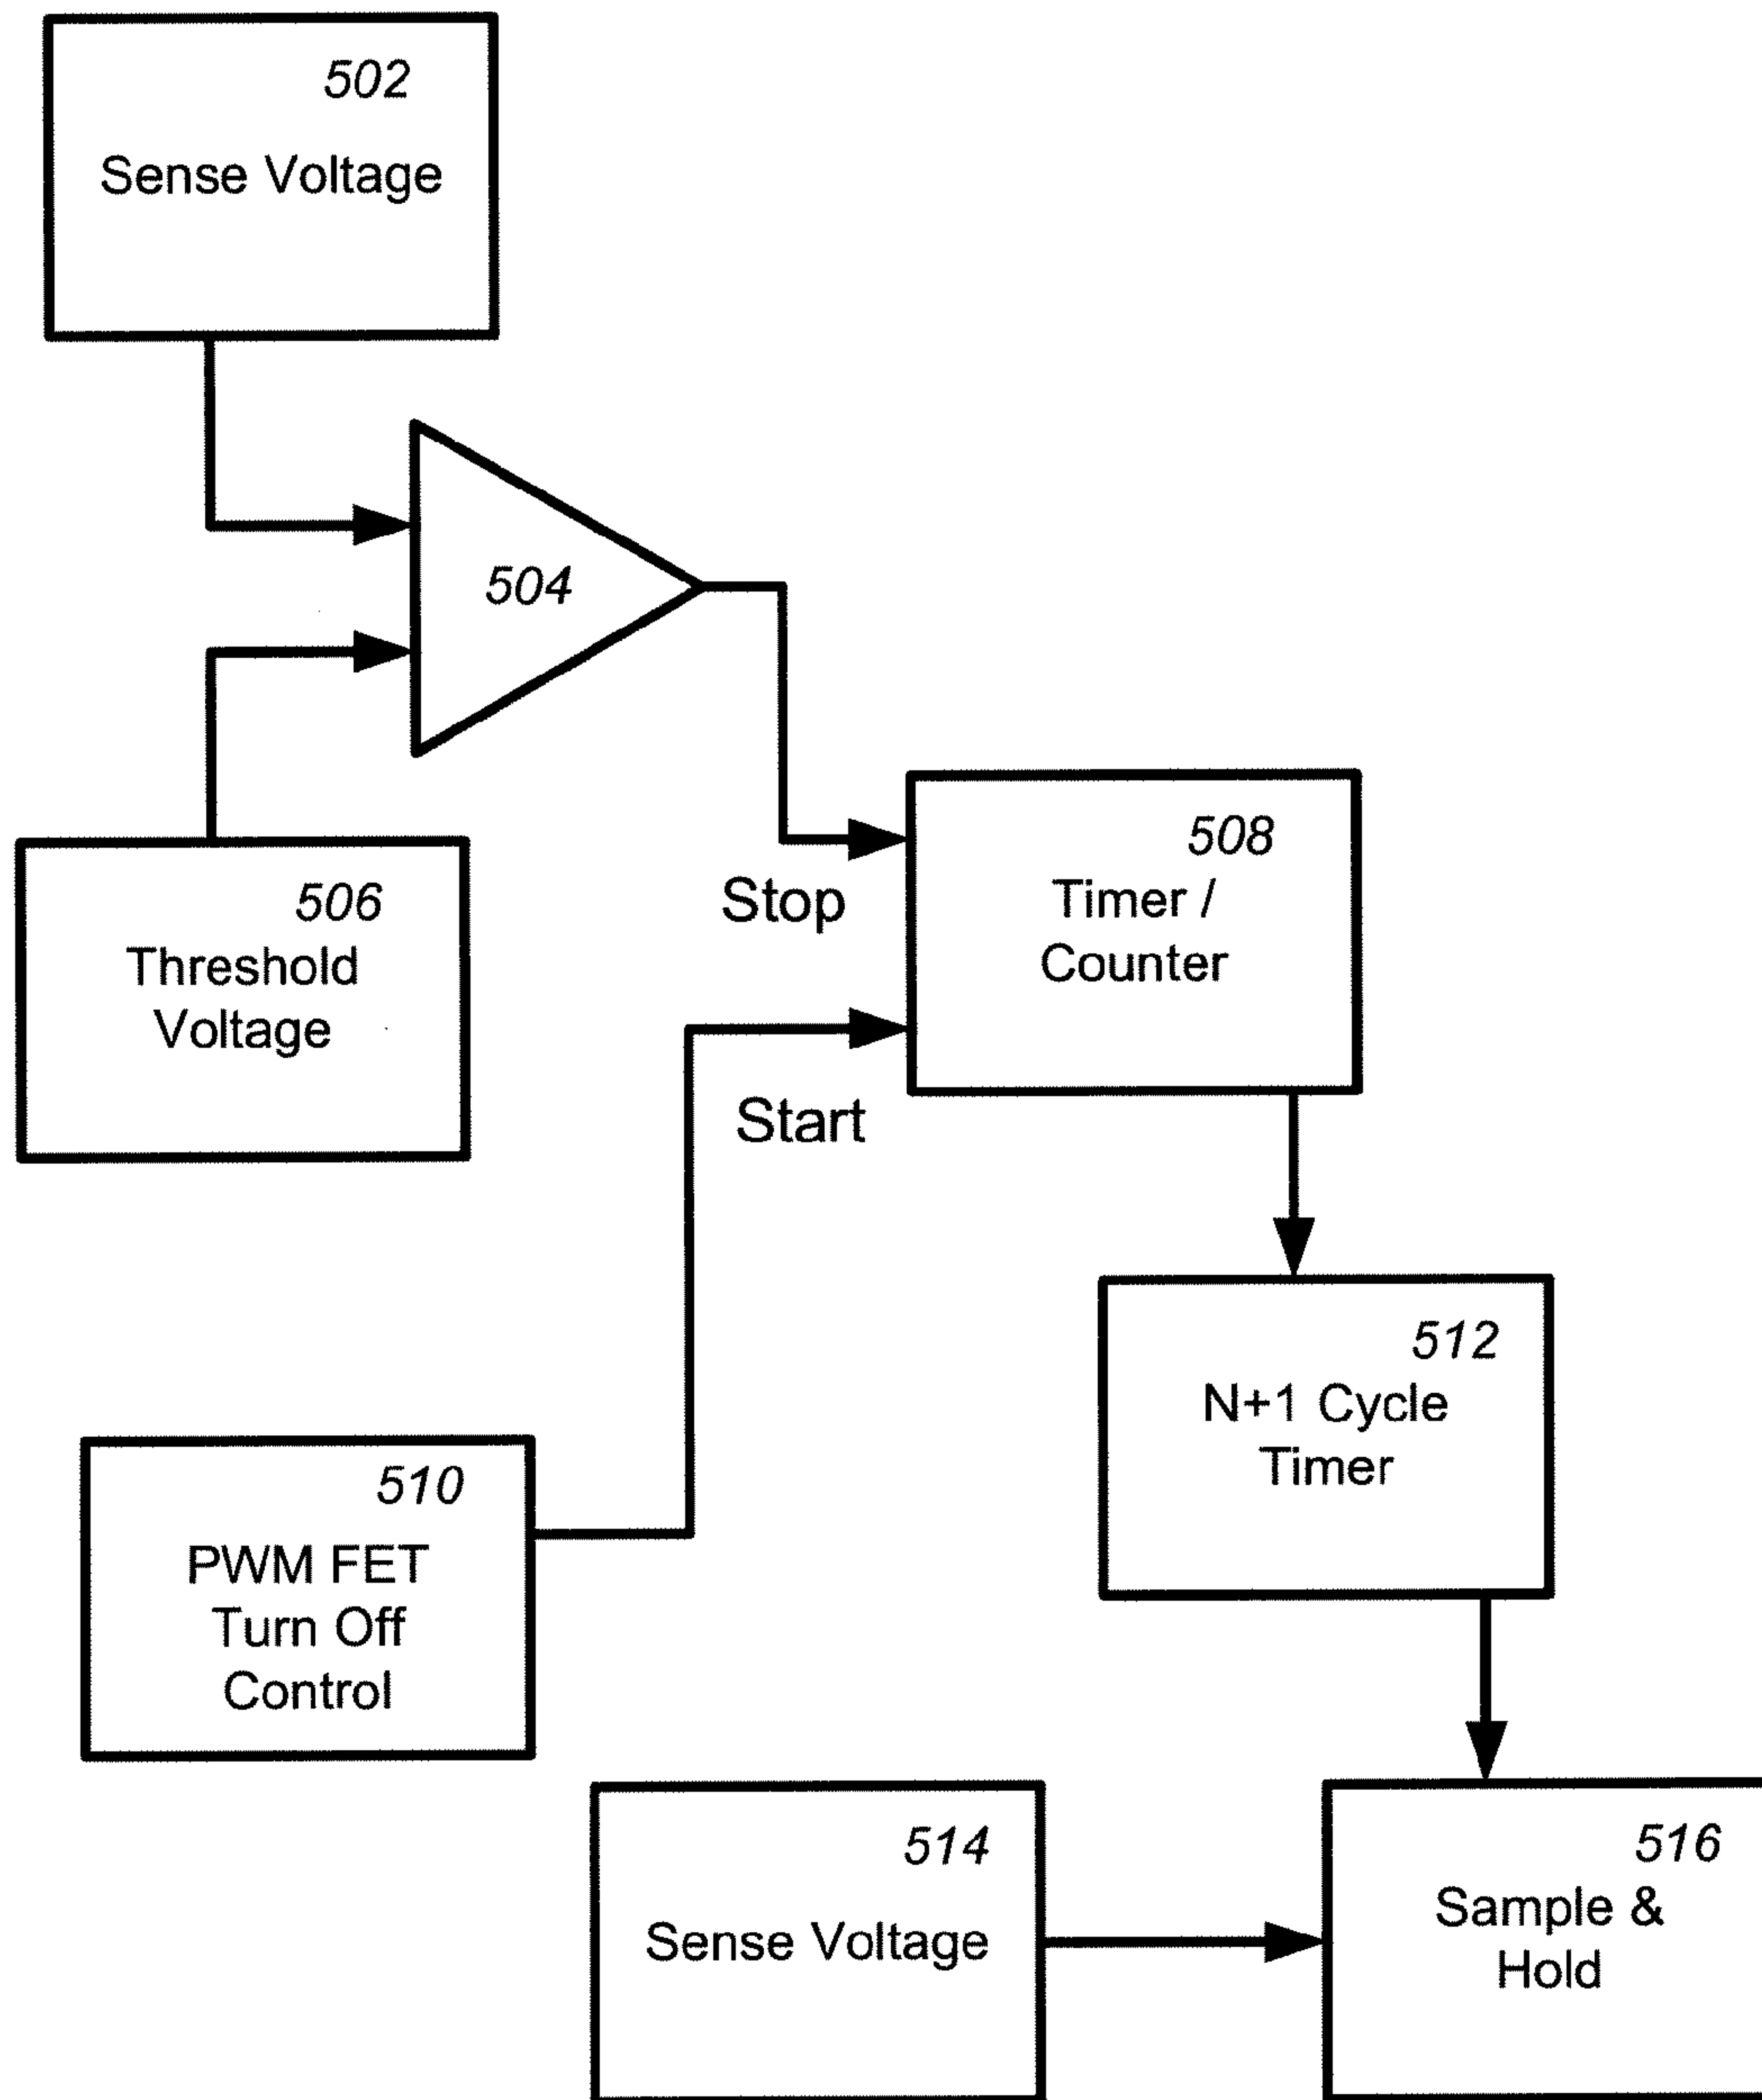 502
Sense Voltage
504
506
Threshold
Voltage
Stop
508
Timer /
Counter
Start
512
N+1 Cycle
Timer
510
PWM FET
Turn Off
Control
514
Sense Voltage
516
Sample &
Hold